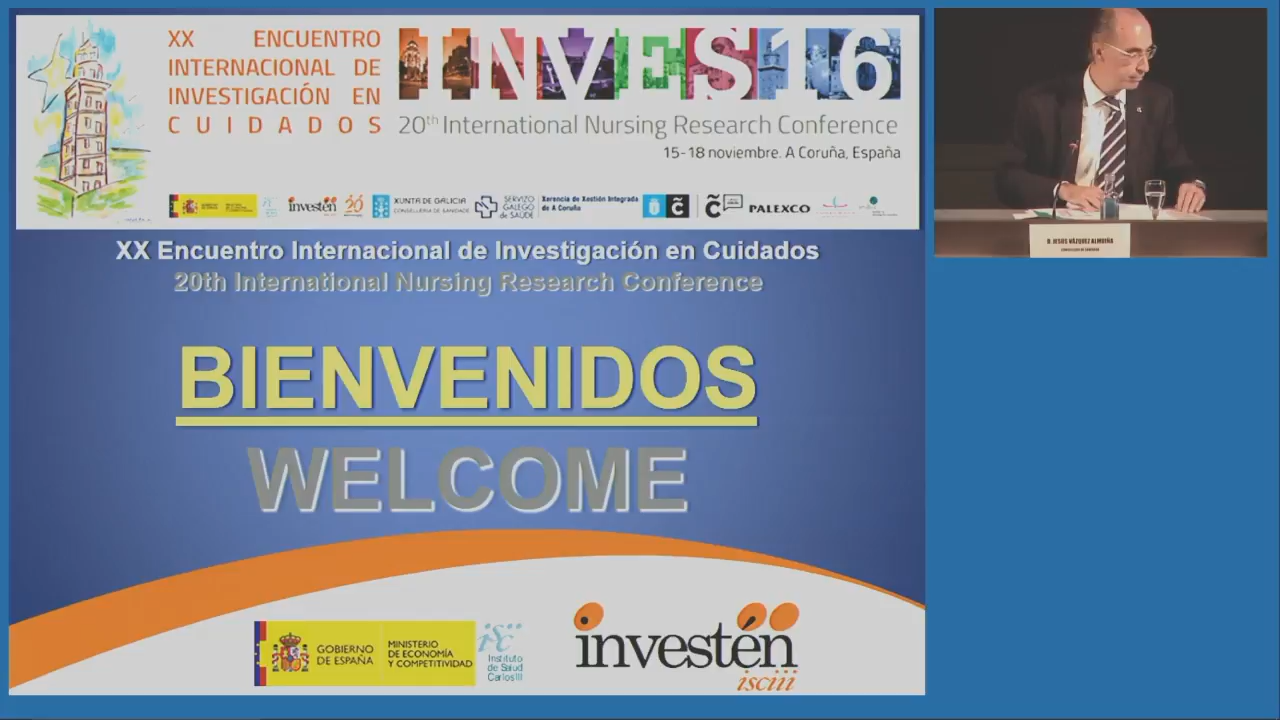 XX ENCUENTRO
INTERNACIONAL DE
INVESTIGACIÓN EN
CUIDADOS
INVES16
20th International Nursing Research Conference
15-18 noviembre. A Coruña, España
investén
XUNTA DE GALICIA
CONSELLERÍA DE SANIDADE
SERVIZO
GALEGO
DE SAÚDE
Xerencia de Xestión Integrada
de A Coruña
PALEXCO
XX Encuentro Internacional de Investigación en Cuidados
20th International Nursing Research Conference
BIENVENIDOS
WELCOME
GOBIERNO
DE ESPAÑA
MINISTERIO
DE ECONOMÍA
Y COMPETITIVIDAD
Instituto
de Salud
Carlos III
investén
isciii
D. JESÚS VÁZQUEZ ALMUIÑA